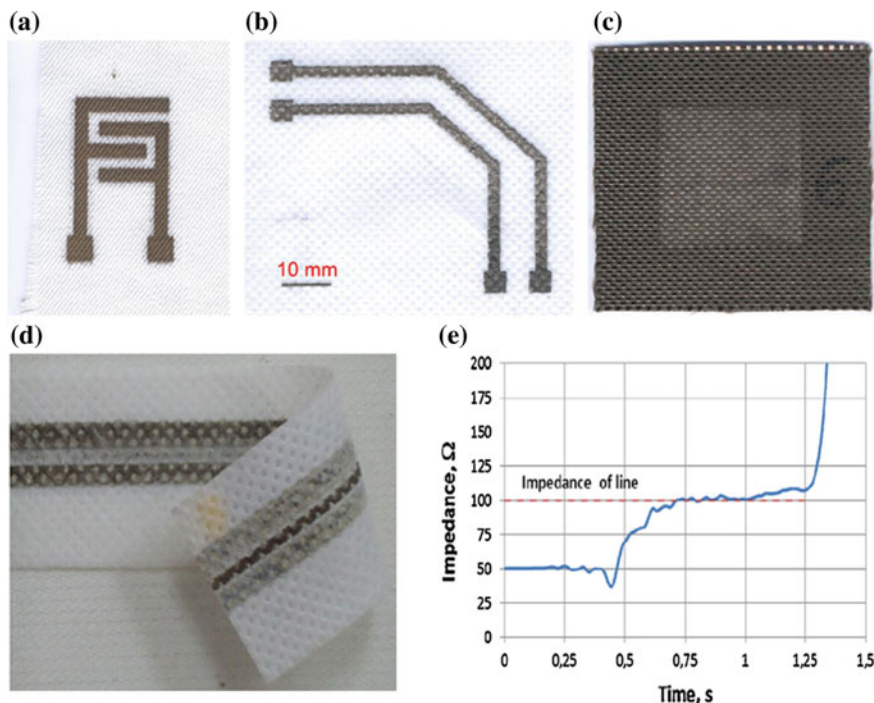 (a)
(b)
(c)
10 mm
(d)
(e)
Impedance, Ω
200
175
150
125
100
75
50
25
0
Impedance of line
0 0,25 0,5 0,75 1 1,25 1,5
Time, s